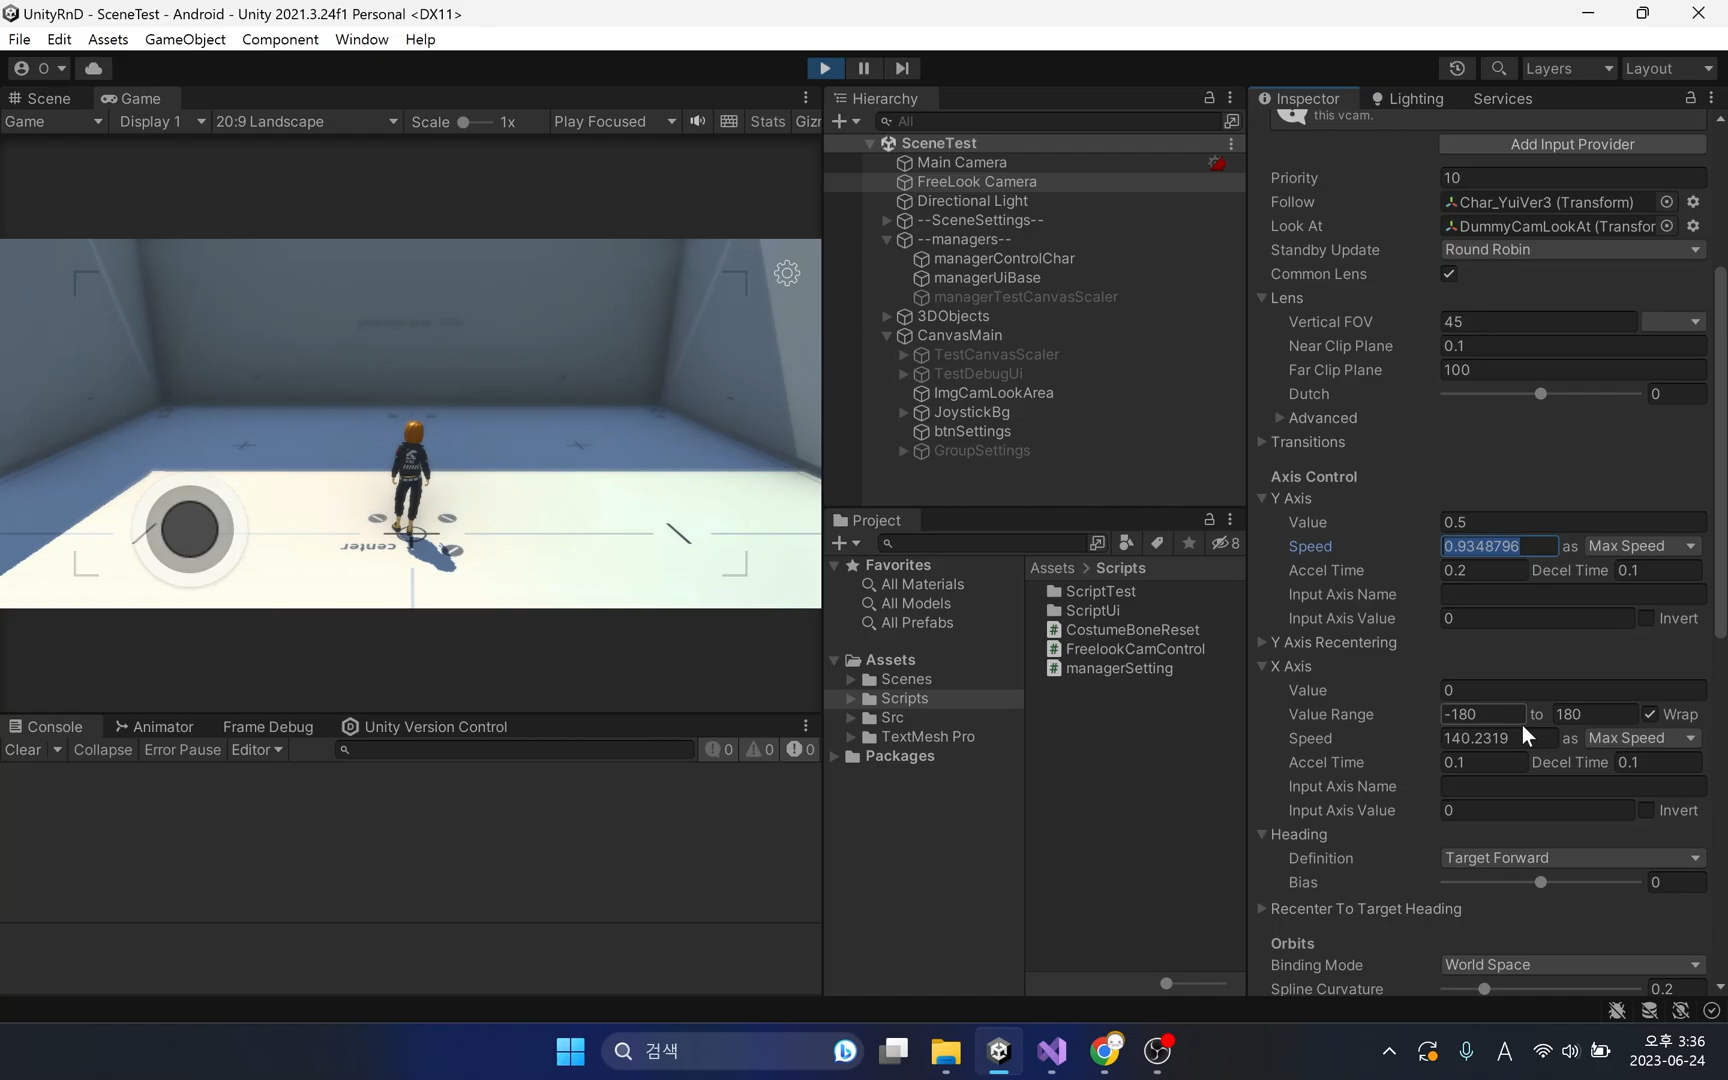 UnityRnD - SceneTest - Android - Unity 2021.3.24f1 Personal <DX11>
File Edit Assets GameObject Component Window Help
O Layers Layout
Scene Game
Game Display 1 20:9 Landscape Scale 1x Play Focused Stats Giz
center
Console Animator Frame Debug Unity Version Control
Clear Collapse Error Pause Editor 0 0 0
Hierarchy
All
SceneTest
Main Camera
FreeLook Camera
Directional Light
--SceneSettings--
--managers--
managerControlChar
managerUiBase
managerTestCanvasScaler
3DObjects
CanvasMain
TestCanvasScaler
TestDebugUi
ImgCamLookArea
JoystickBg
btnSettings
GroupSettings
Project
8
Favorites
All Materials
All Models
All Prefabs
Assets
Scenes
Scripts
Src
TextMesh Pro
Packages
Assets > Scripts
ScriptTest
ScriptUi
CostumeBoneReset
FreelookCamControl
managerSetting
Inspector Lighting Services
this vcam.
Add Input Provider
Priority 10
Follow Char_YuiVer3 (Transform)
Look At DummyCamLookAt (Transfor
Standby Update Round Robin
Common Lens
Lens
Vertical FOV 45
Near Clip Plane 0.1
Far Clip Plane 100
Dutch 0
Advanced
Transitions
Axis Control
Y Axis
Value 0.5
Speed 0.9348796 as Max Speed
Accel Time 0.2 Decel Time 0.1
Input Axis Name
Input Axis Value 0 Invert
Y Axis Recentering
X Axis
Value 0
Value Range -180 to 180 Wrap
Speed 140.2319 as Max Speed
Accel Time 0.1 Decel Time 0.1
Input Axis Name
Input Axis Value 0 Invert
Heading
Definition Target Forward
Bias 0
Recenter To Target Heading
Orbits
Binding Mode World Space
Spline Curvature 0.2
검색
A
오후 3:36
2023-06-24